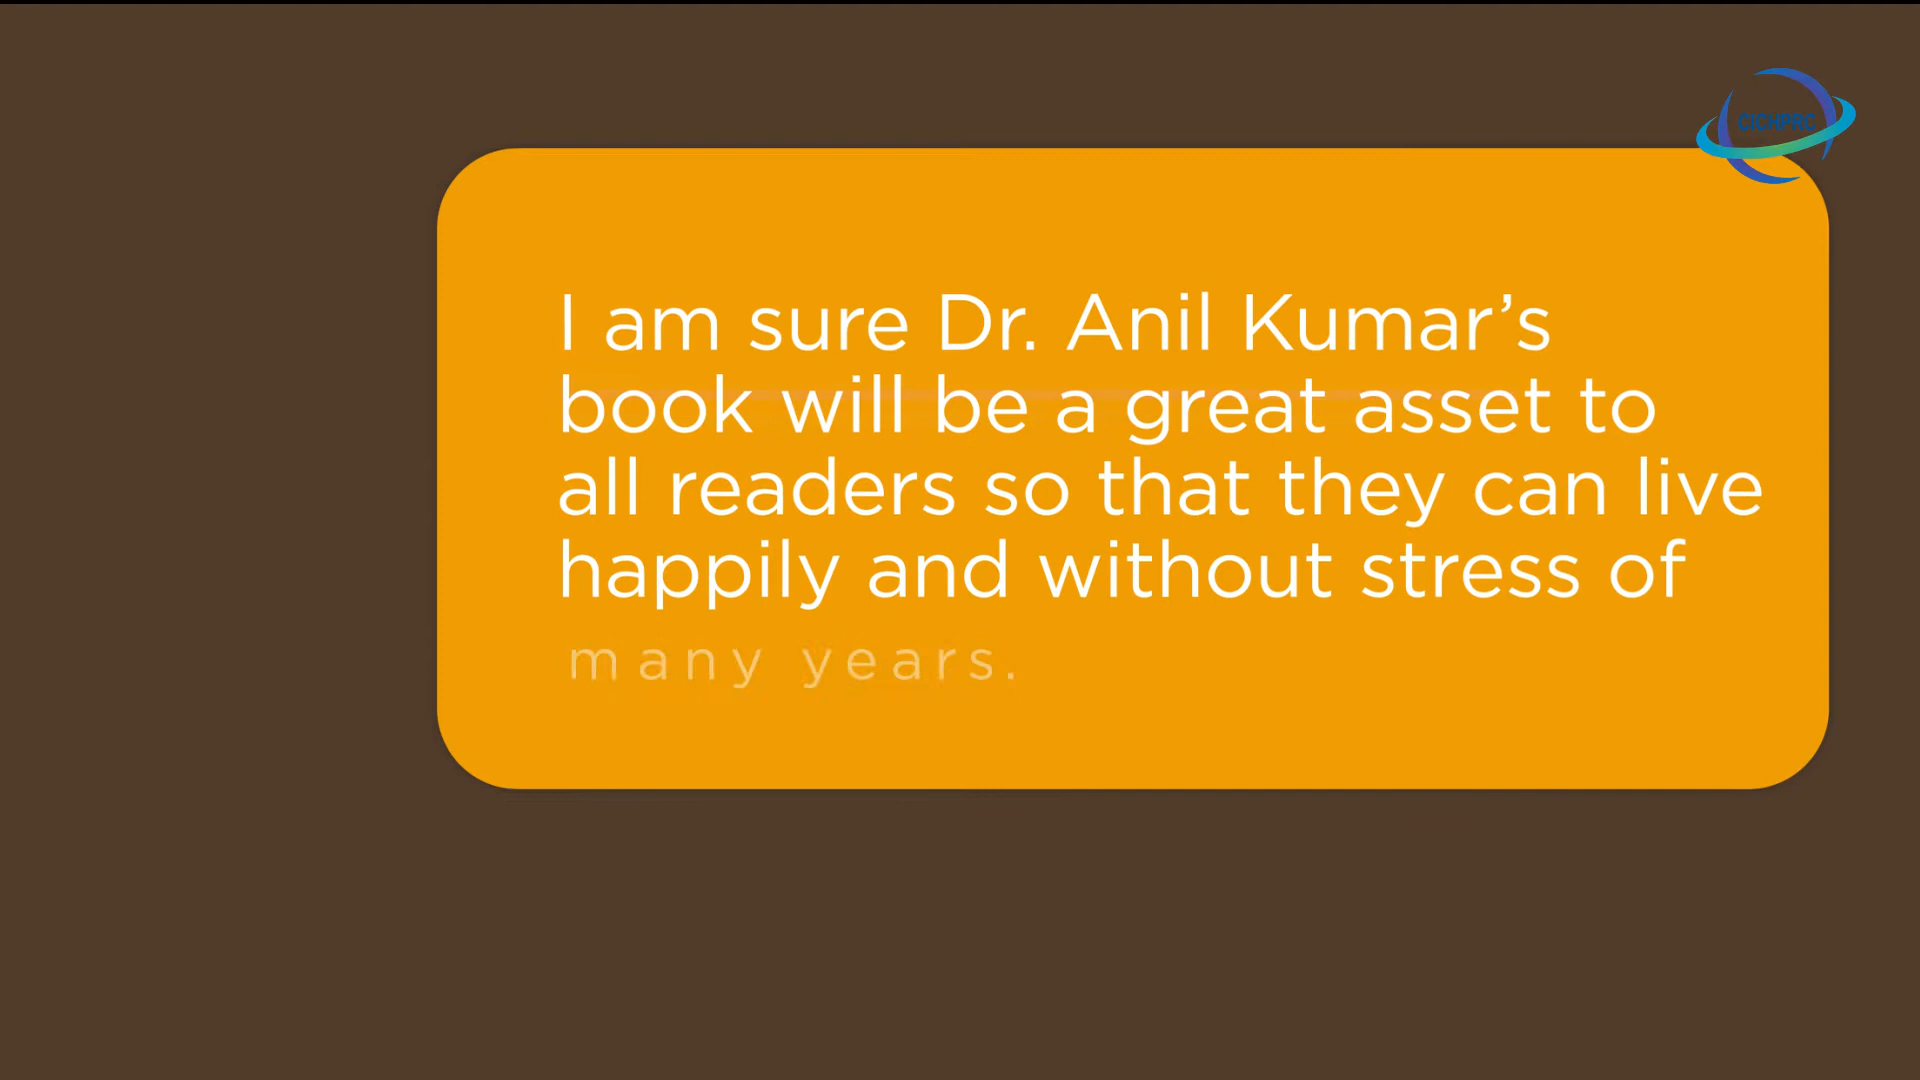 CICHPRC
I am sure Dr. Anil Kumar’s
book will be a great asset to
all readers so that they can live
happily and without stress of
many years.